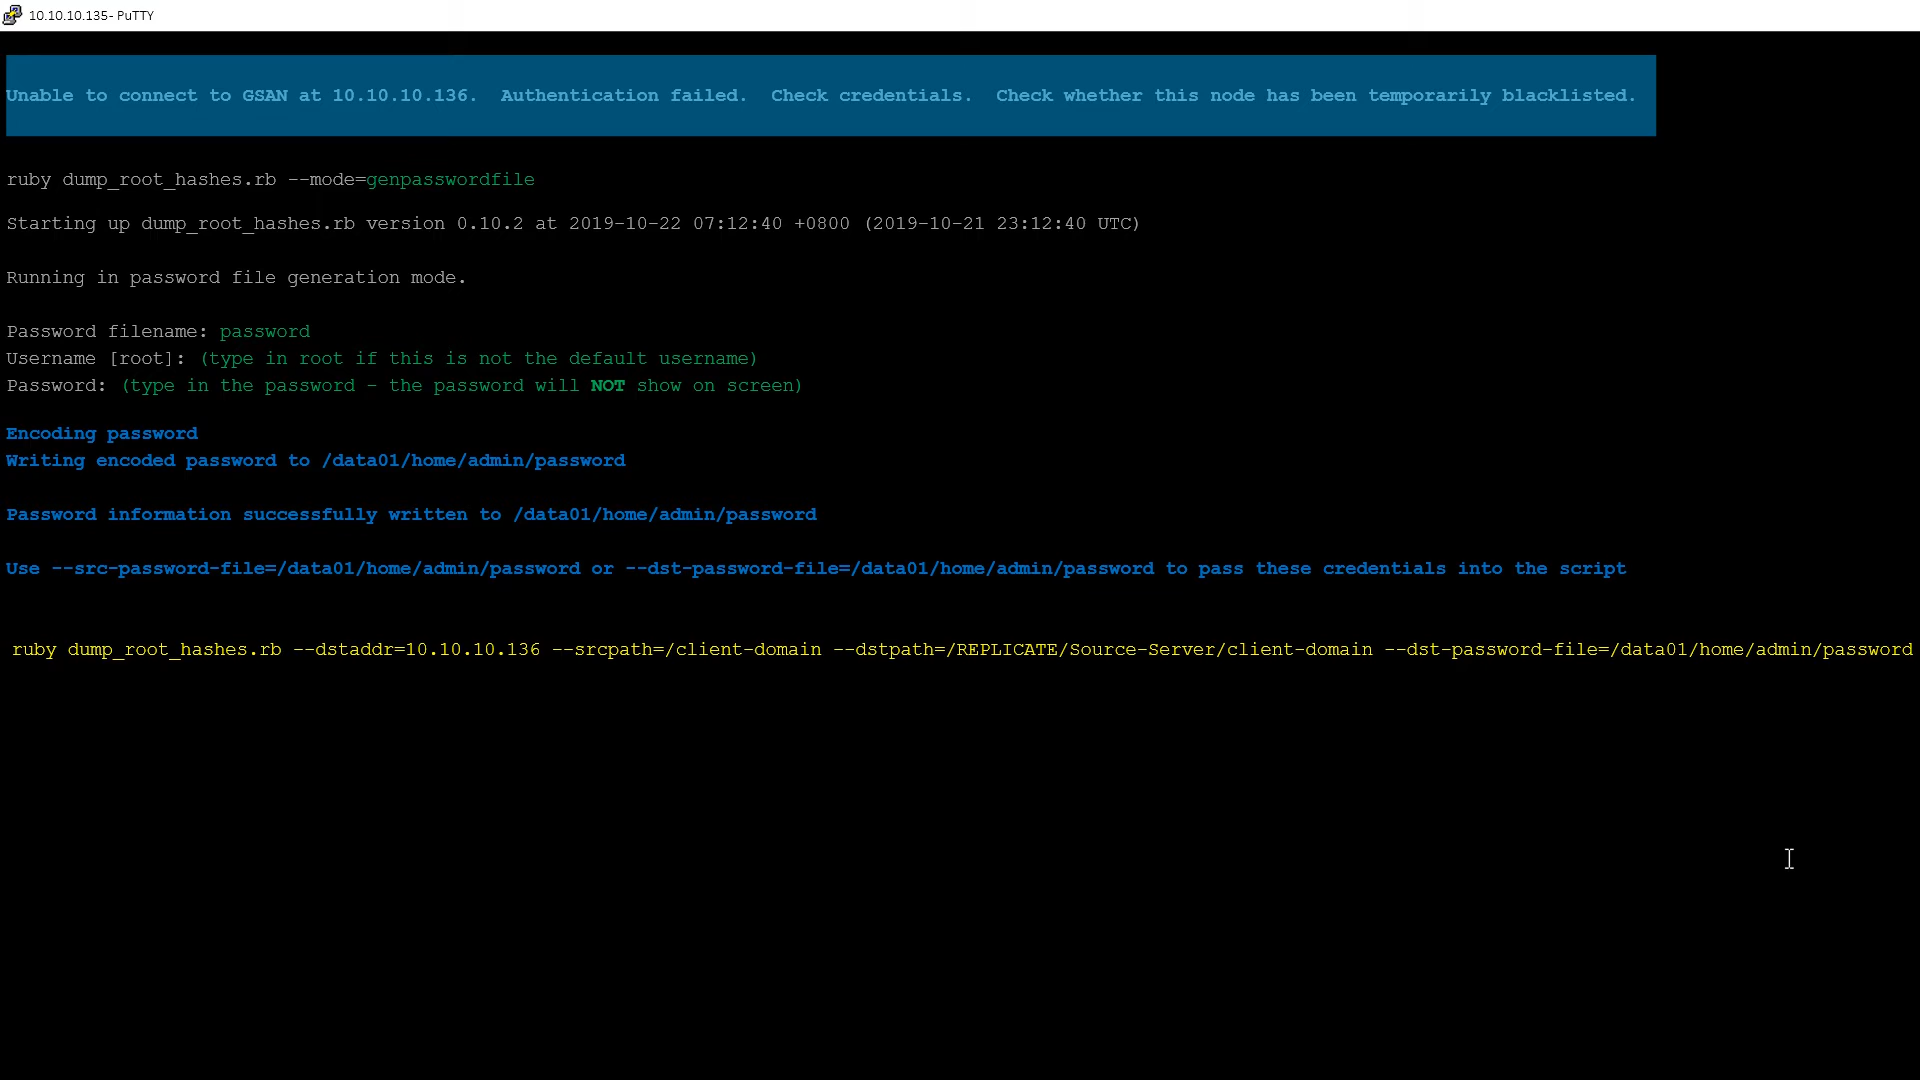 10.10.10.135- PuTTY
Unable to connect to GSAN at 10.10.10.136.  Authentication failed.  Check credentials.  Check whether this node has been temporarily blacklisted.
ruby dump_root_hashes.rb --mode=genpasswordfile
Starting up dump_root_hashes.rb version 0.10.2 at 2019-10-22 07:12:40 +0800 (2019-10-21 23:12:40 UTC)
Running in password file generation mode.
Password filename: password
Username [root]: (type in root if this is not the default username)
Password: (type in the password - the password will NOT show on screen)
Encoding password
Writing encoded password to /data01/home/admin/password
Password information successfully written to /data01/home/admin/password
Use --src-password-file=/data01/home/admin/password or --dst-password-file=/data01/home/admin/password to pass these credentials into the script
ruby dump_root_hashes.rb --dstaddr=10.10.10.136 --srcpath=/client-domain --dstpath=/REPLICATE/Source-Server/client-domain --dst-password-file=/data01/home/admin/password